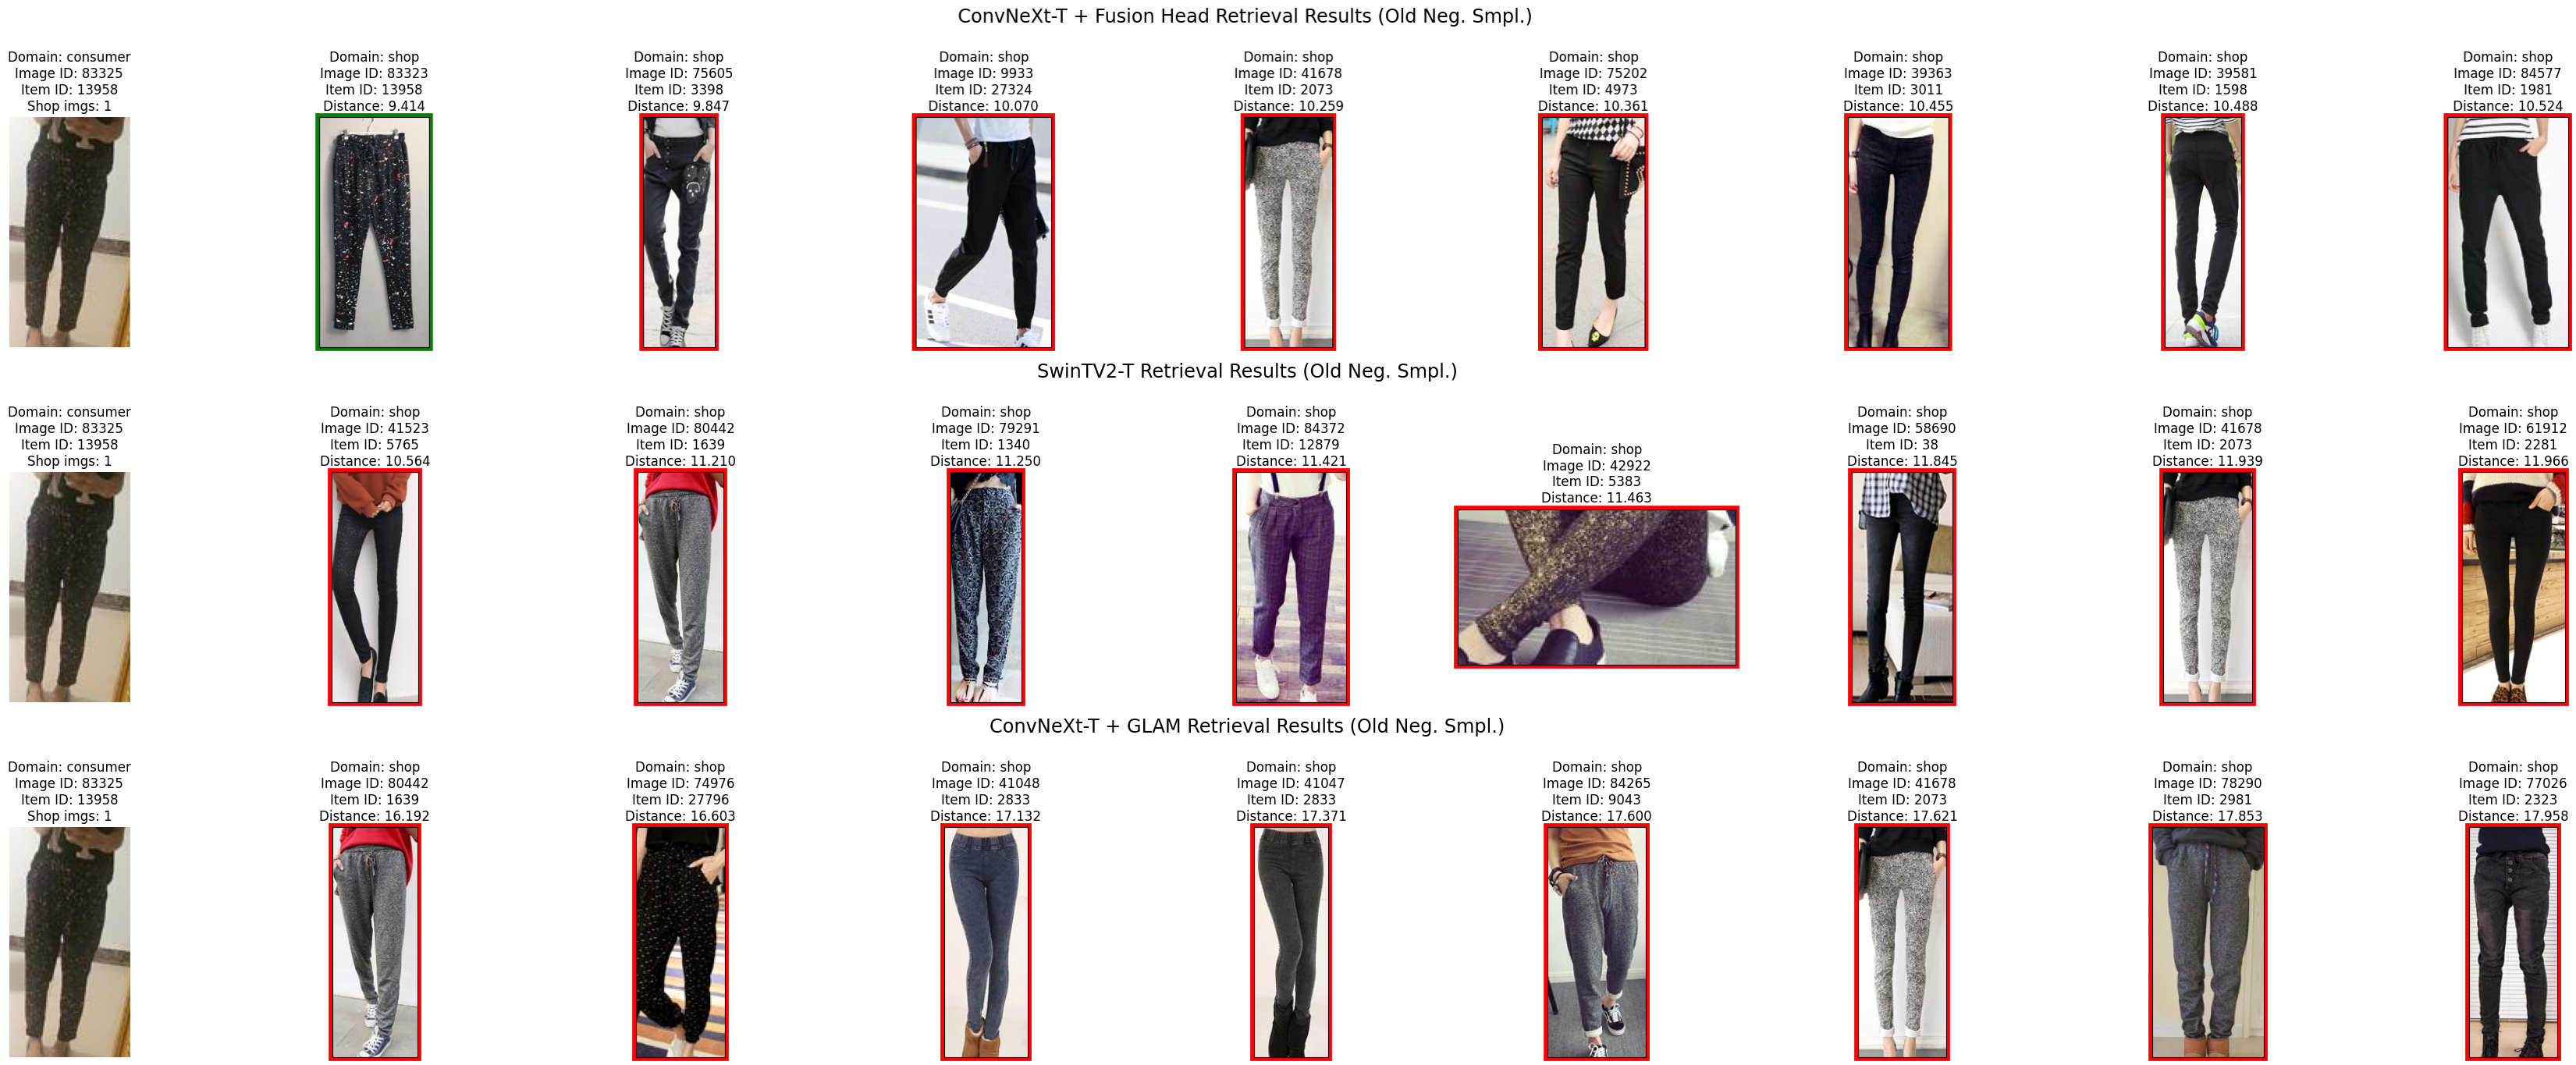 ConvNeXt-T + Fusion Head Retrieval Results (Old Neg. Smpl.)
Domain: consumer
Image ID: 83325
Item ID: 13958
Shop imgs: 1
Domain: shop
Image ID: 83323
Item ID: 13958
Distance: 9.414
Domain: shop
Image ID: 75605
Item ID: 3398
Distance: 9.847
Domain: shop
Image ID: 9933
Item ID: 27324
Distance: 10.070
Domain: shop
Image ID: 41678
Item ID: 2073
Distance: 10.259
Domain: shop
Image ID: 75202
Item ID: 4973
Distance: 10.361
Domain: shop
Image ID: 39363
Item ID: 3011
Distance: 10.455
Domain: shop
Image ID: 39581
Item ID: 1598
Distance: 10.488
Domain: shop
Image ID: 84577
Item ID: 1981
Distance: 10.524
SwinTV2-T Retrieval Results (Old Neg. Smpl.)
Domain: consumer
Image ID: 83325
Item ID: 13958
Shop imgs: 1
Domain: shop
Image ID: 41523
Item ID: 5765
Distance: 10.564
Domain: shop
Image ID: 80442
Item ID: 1639
Distance: 11.210
Domain: shop
Image ID: 79291
Item ID: 1340
Distance: 11.250
Domain: shop
Image ID: 84372
Item ID: 12879
Distance: 11.421
Domain: shop
Image ID: 42922
Item ID: 5383
Distance: 11.463
Domain: shop
Image ID: 58690
Item ID: 38
Distance: 11.845
Domain: shop
Image ID: 41678
Item ID: 2073
Distance: 11.939
Domain: shop
Image ID: 61912
Item ID: 2281
Distance: 11.966
ConvNeXt-T + GLAM Retrieval Results (Old Neg. Smpl.)
Domain: consumer
Image ID: 83325
Item ID: 13958
Shop imgs: 1
Domain: shop
Image ID: 80442
Item ID: 1639
Distance: 16.192
Domain: shop
Image ID: 74976
Item ID: 27796
Distance: 16.603
Domain: shop
Image ID: 41048
Item ID: 2833
Distance: 17.132
Domain: shop
Image ID: 41047
Item ID: 2833
Distance: 17.371
Domain: shop
Image ID: 84265
Item ID: 9043
Distance: 17.600
Domain: shop
Image ID: 41678
Item ID: 2073
Distance: 17.621
Domain: shop
Image ID: 78290
Item ID: 2981
Distance: 17.853
Domain: shop
Image ID: 77026
Item ID: 2323
Distance: 17.958